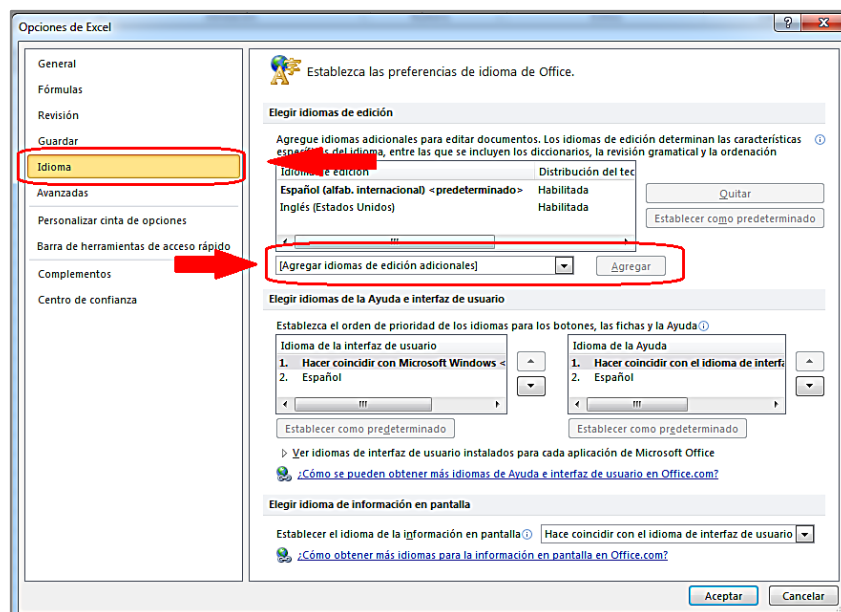 Opciones de Excel
General
Fórmulas
Revisión
Guardar
Idioma
Avanzadas
Personalizar cinta de opciones
Barra de herramientas de acceso rápido
Complementos
Centro de confianza
Establezca las preferencias de idioma de Office.
Elegir idiomas de edición
Agregue idiomas adicionales para editar documentos. Los idiomas de edición determinan las características
específicas del idioma, entre las que se incluyen los diccionarios, la revisión gramatical y la ordenación
Idioma de edición Distribución del tec
Español (alfab. internacional) <predeterminado> Habilitada
Inglés (Estados Unidos) Habilitada
Quitar
Establecer como predeterminado
[Agregar idiomas de edición adicionales] Agregar
Elegir idiomas de la Ayuda e interfaz de usuario
Establezca el orden de prioridad de los idiomas para los botones, las fichas y la Ayuda
Idioma de la interfaz de usuario
1. Hacer coincidir con Microsoft Windows <
2. Español
Establecer como predeterminado
Idioma de la Ayuda
1. Hacer coincidir con el idioma de interfa
2. Español
Establecer como predeterminado
Ver idiomas de interfaz de usuario instalados para cada aplicación de Microsoft Office
¿Cómo se pueden obtener más idiomas de Ayuda e interfaz de usuario en Office.com?
Elegir idioma de información en pantalla
Establecer el idioma de la información en pantalla Hace coincidir con el idioma de interfaz de usuario
¿Cómo obtener más idiomas para la información en pantalla en Office.com?
Aceptar Cancelar